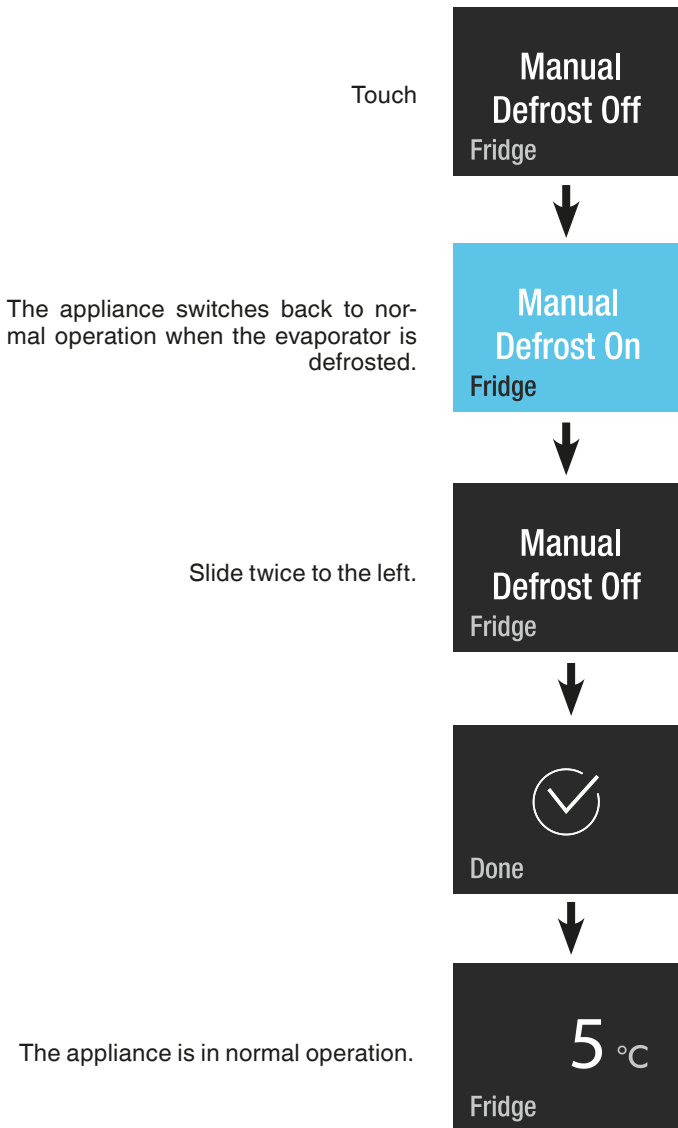 Touch
Manual
Defrost Off
Fridge
The appliance switches back to nor-
mal operation when the evaporator is
defrosted.
Manual
Defrost On
Fridge
Slide twice to the left.
Manual
Defrost Off
Fridge
Done
The appliance is in normal operation.
5 °C
Fridge